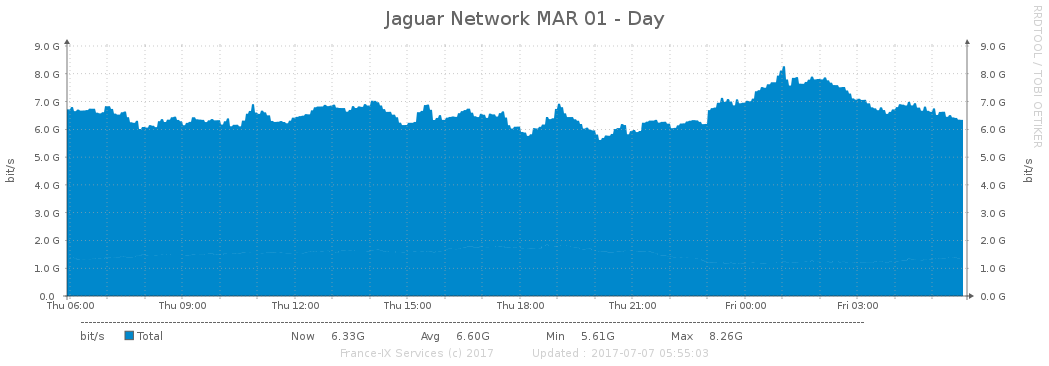 Jaguar Network MAR 01 - Day
RRDTOOL / TOBI OETIKER
9.0 G 9.0 G
8.0 G 8.0 G
7.0 G 7.0 G
6.0 G 6.0 G
5.0 G 5.0 G
4.0 G 4.0 G
3.0 G 3.0 G
2.0 G 2.0 G
1.0 G 1.0 G
0.0 0.0 G
bit/s
bit/s
Thu 06:00 Thu 09:00 Thu 12:00 Thu 15:00 Thu 18:00 Thu 21:00 Fri 00:00 Fri 03:00
bit/s Total Now 6.33G Avg 6.60G Min 5.61G Max 8.26G
France-IX Services (c) 2017 Updated : 2017-07-07 05:55:03